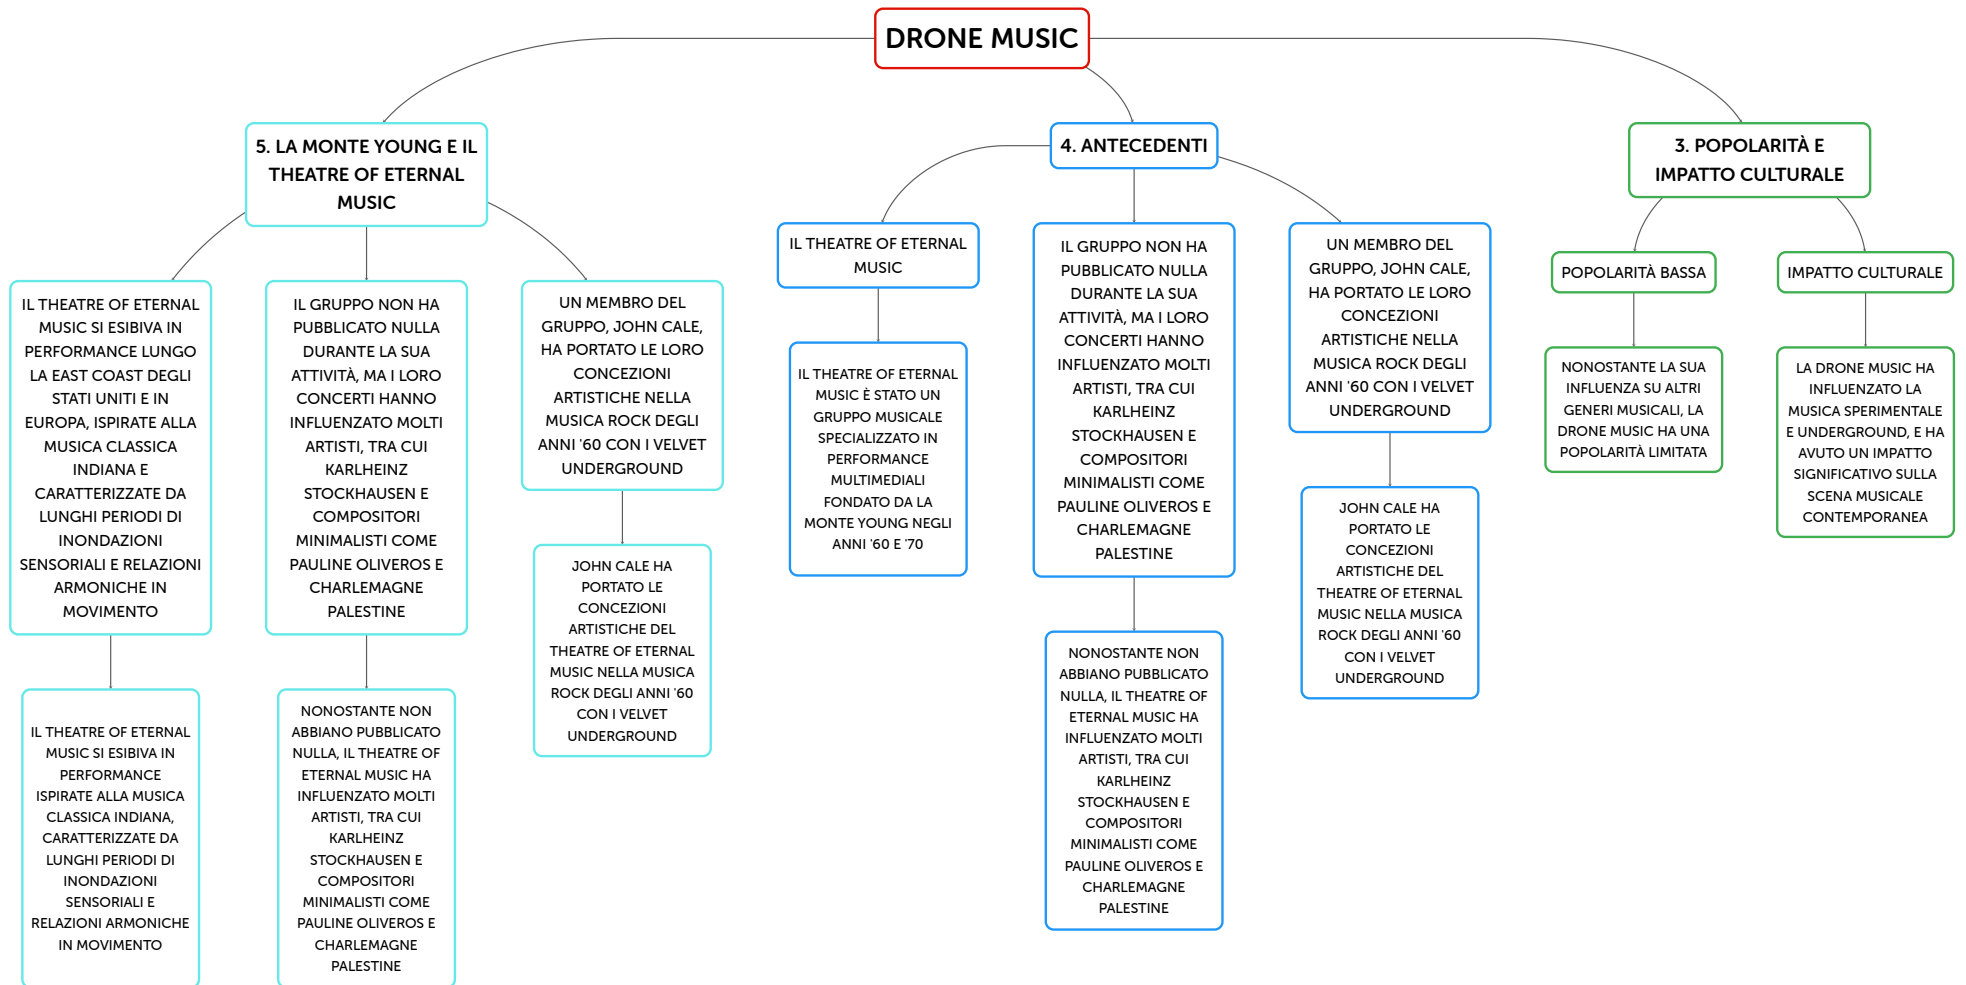 DRONE MUSIC
5. LA MONTE YOUNG E IL
THEATRE OF ETERNAL
MUSIC
IL THEATRE OF ETERNAL
MUSIC SI ESIBIVA IN
PERFORMANCE LUNGO
LA EAST COAST DEGLI
STATI UNITI E IN
EUROPA, ISPIRATE ALLA
MUSICA CLASSICA
INDIANA E
CARATTERIZZATE DA
LUNGHI PERIODI DI
INONDAZIONI
SENSORIALI E RELAZIONI
ARMONICHE IN
MOVIMENTO
IL THEATRE OF ETERNAL
MUSIC SI ESIBIVA IN
PERFORMANCE
ISPIRATE ALLA MUSICA
CLASSICA INDIANA,
CARATTERIZZATE DA
LUNGHI PERIODI DI
INONDAZIONI
SENSORIALI E
RELAZIONI ARMONICHE
IN MOVIMENTO
IL GRUPPO NON HA
PUBBLICATO NULLA
DURANTE LA SUA
ATTIVITÀ, MA I LORO
CONCERTI HANNO
INFLUENZATO MOLTI
ARTISTI, TRA CUI
KARLHEINZ
STOCKHAUSEN E
COMPOSITORI
MINIMALISTI COME
PAULINE OLIVEROS E
CHARLEMAGNE
PALESTINE
NONOSTANTE NON
ABBIANO PUBBLICATO
NULLA, IL THEATRE OF
ETERNAL MUSIC HA
INFLUENZATO MOLTI
ARTISTI, TRA CUI
KARLHEINZ
STOCKHAUSEN E
COMPOSITORI
MINIMALISTI COME
PAULINE OLIVEROS E
CHARLEMAGNE
PALESTINE
UN MEMBRO DEL
GRUPPO, JOHN CALE,
HA PORTATO LE LORO
CONCEZIONI
ARTISTICHE NELLA
MUSICA ROCK DEGLI
ANNI '60 CON I VELVET
UNDERGROUND
JOHN CALE HA
PORTATO LE
CONCEZIONI
ARTISTICHE DEL
THEATRE OF ETERNAL
MUSIC NELLA MUSICA
ROCK DEGLI ANNI '60
CON I VELVET
UNDERGROUND
4. ANTECEDENTI
IL THEATRE OF ETERNAL
MUSIC
IL THEATRE OF ETERNAL
MUSIC È STATO UN
GRUPPO MUSICALE
SPECIALIZZATO IN
PERFORMANCE
MULTIMEDIALI
FONDATO DA LA
MONTE YOUNG NEGLI
ANNI '60 E '70
IL GRUPPO NON HA
PUBBLICATO NULLA
DURANTE LA SUA
ATTIVITÀ, MA I LORO
CONCERTI HANNO
INFLUENZATO MOLTI
ARTISTI, TRA CUI
KARLHEINZ
STOCKHAUSEN E
COMPOSITORI
MINIMALISTI COME
PAULINE OLIVEROS E
CHARLEMAGNE
PALESTINE
NONOSTANTE NON
ABBIANO PUBBLICATO
NULLA, IL THEATRE OF
ETERNAL MUSIC HA
INFLUENZATO MOLTI
ARTISTI, TRA CUI
KARLHEINZ
STOCKHAUSEN E
COMPOSITORI
MINIMALISTI COME
PAULINE OLIVEROS E
CHARLEMAGNE
PALESTINE
UN MEMBRO DEL
GRUPPO, JOHN CALE,
HA PORTATO LE LORO
CONCEZIONI
ARTISTICHE NELLA
MUSICA ROCK DEGLI
ANNI '60 CON I VELVET
UNDERGROUND
JOHN CALE HA
PORTATO LE
CONCEZIONI
ARTISTICHE DEL
THEATRE OF ETERNAL
MUSIC NELLA MUSICA
ROCK DEGLI ANNI '60
CON I VELVET
UNDERGROUND
3. POPOLARITÀ E
IMPATTO CULTURALE
POPOLARITÀ BASSA
NONOSTANTE LA SUA
INFLUENZA SU ALTRI
GENERI MUSICALI, LA
DRONE MUSIC HA UNA
POPOLARITÀ LIMITATA
IMPATTO CULTURALE
LA DRONE MUSIC HA
INFLUENZATO LA
MUSICA SPERIMENTALE
E UNDERGROUND, E HA
AVUTO UN IMPATTO
SIGNIFICATIVO SULLA
SCENA MUSICALE
CONTEMPORANEA